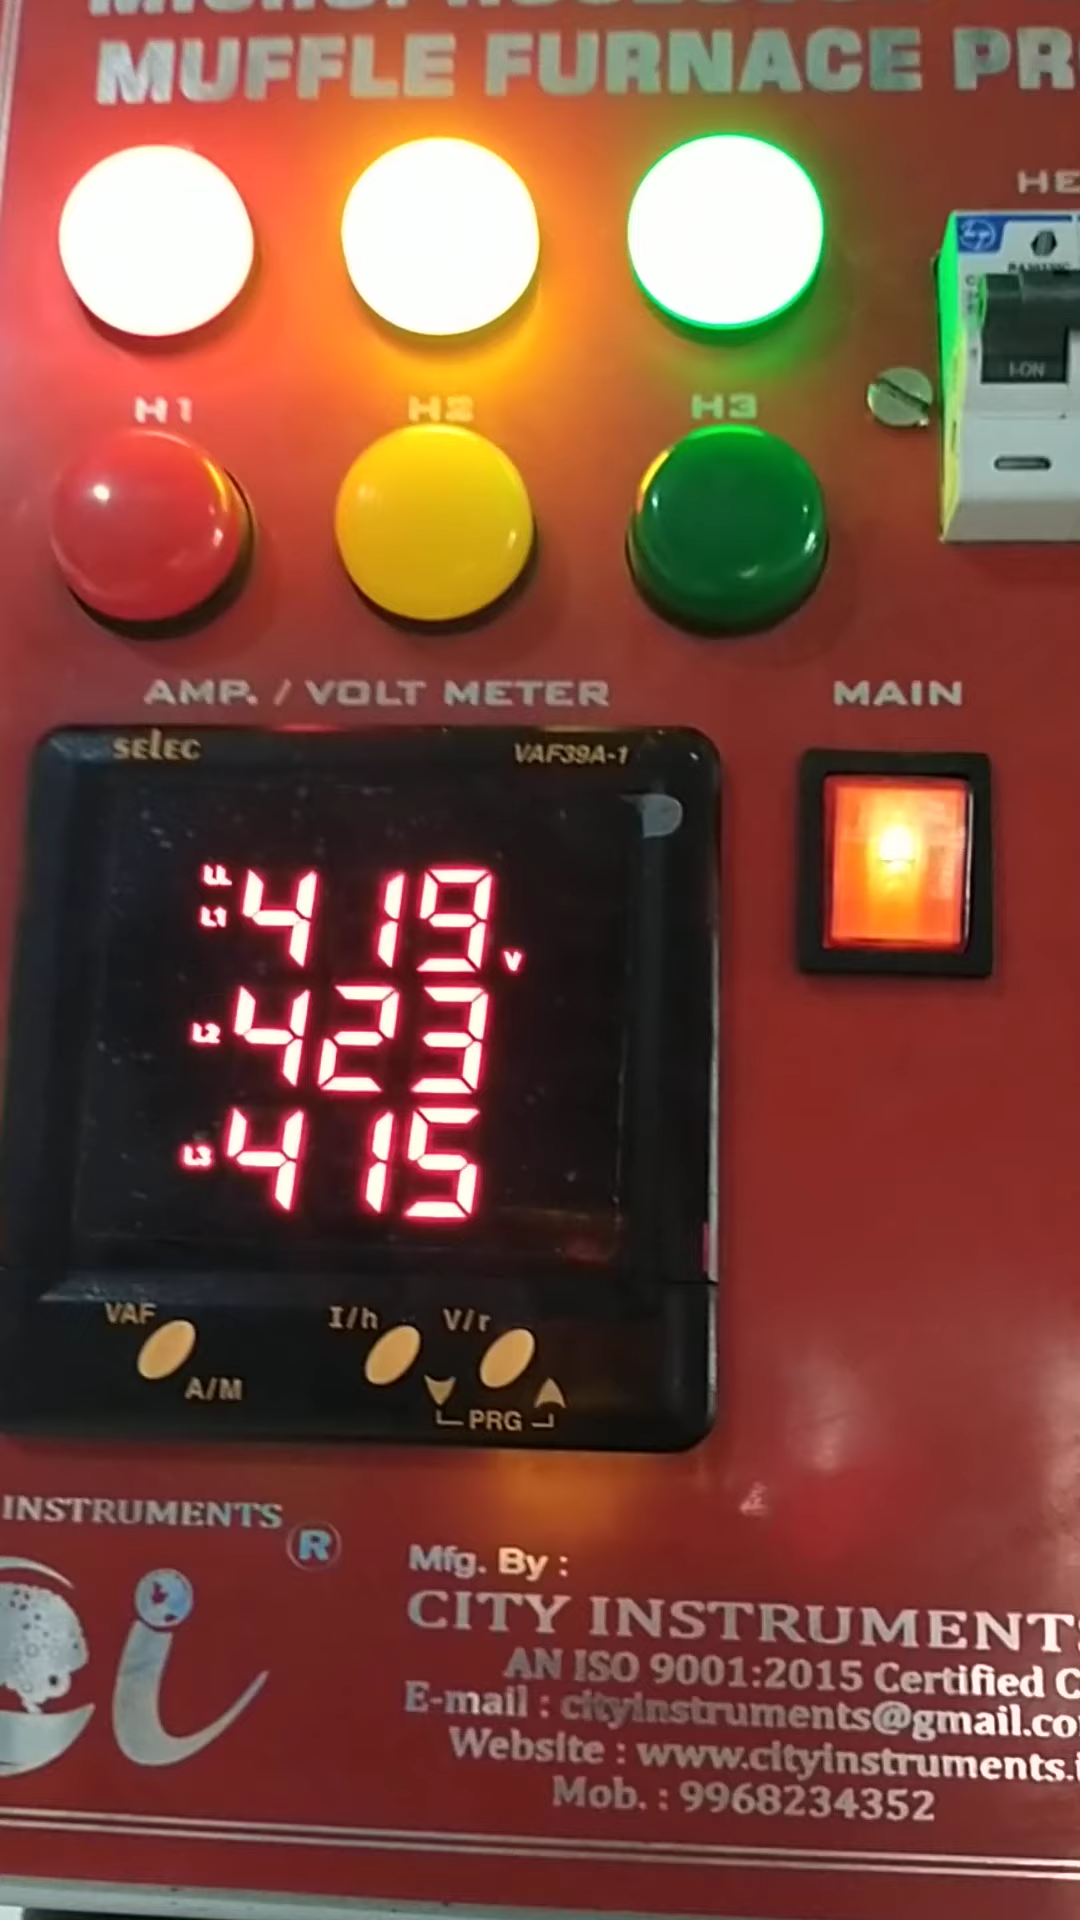 MUFFLE FURNACE PR
HE
I-ON
H1 H2 H3
AMP. / VOLT METER
MAIN
selec VAF39A-1
LL
L1 419 V
L2 423
L3 415
VAF I/h V/r
A/M
PRG
INSTRUMENTS
R
Mfg. By :
CITY INSTRUMENTS
AN ISO 9001:2015 Certified C
E-mail : cityinstruments@gmail.co
Website : www.cityinstruments.i
Mob. : 9968234352